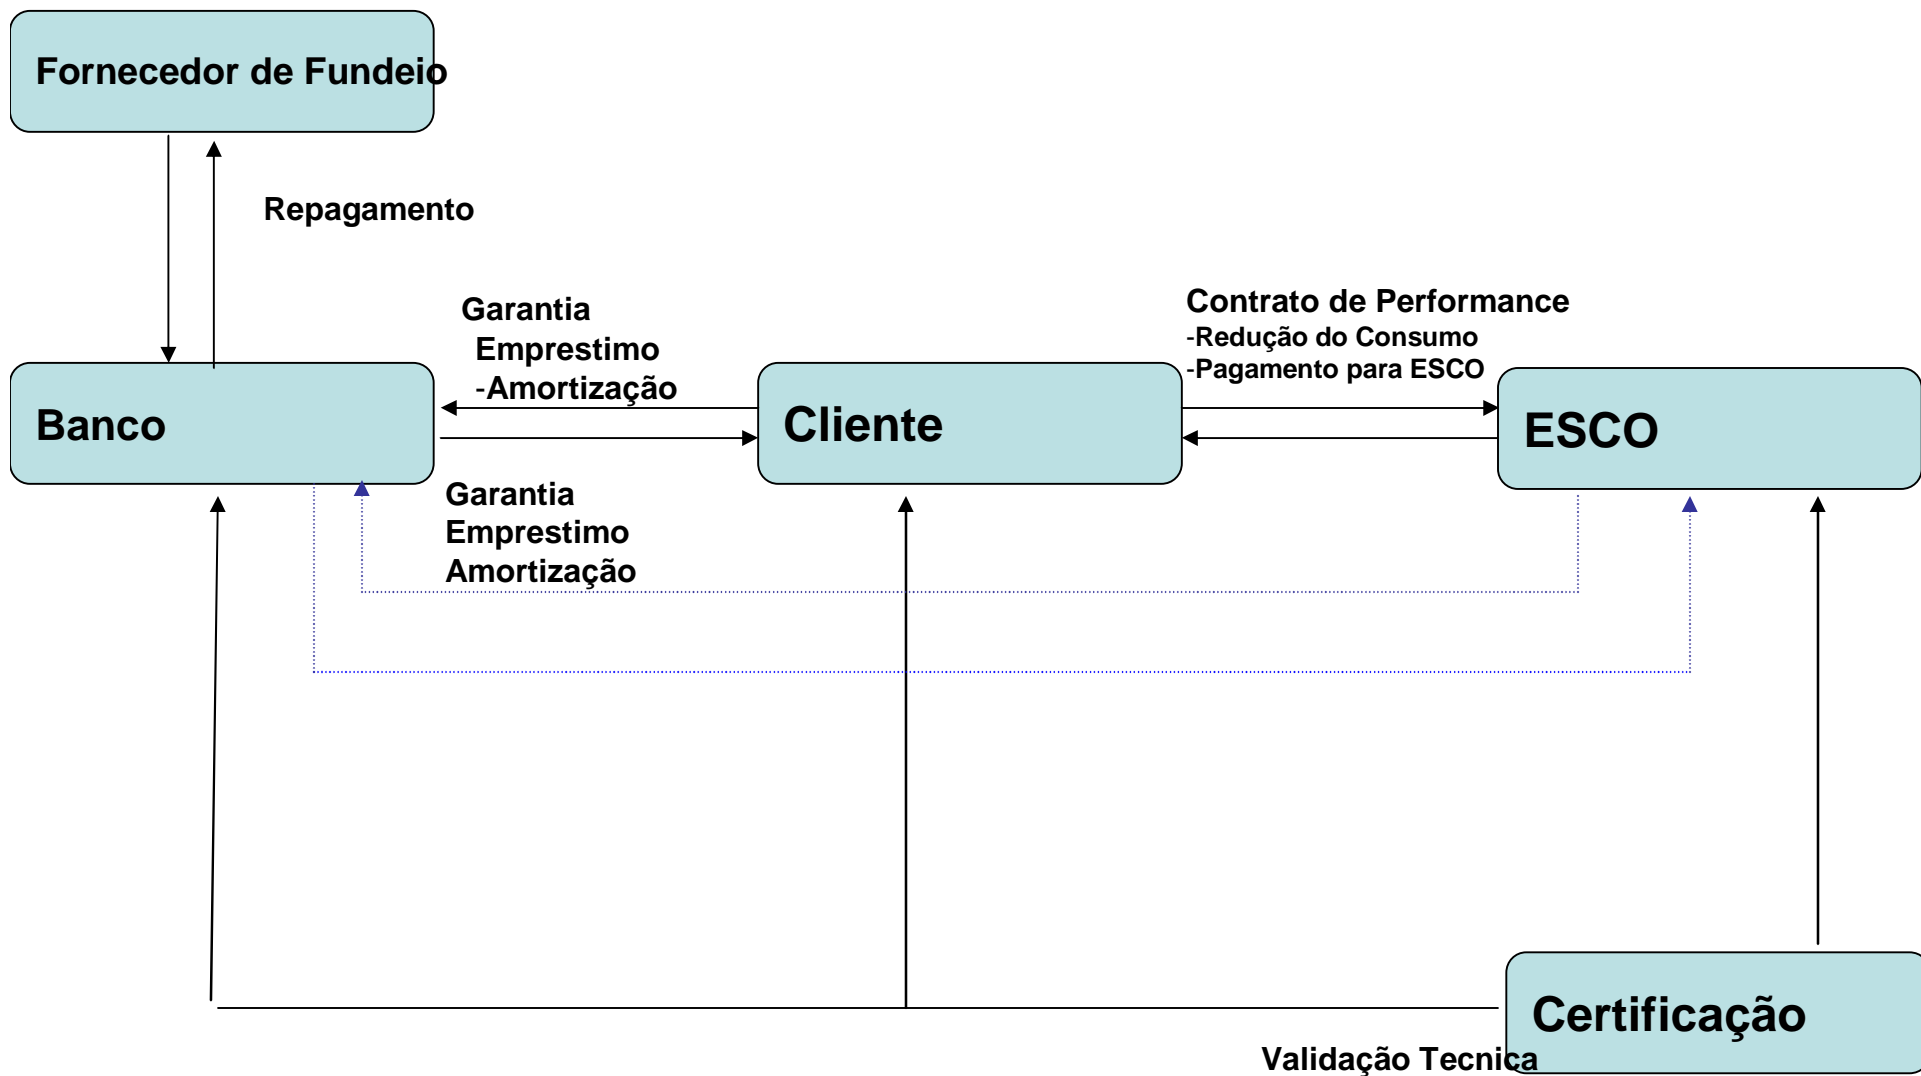 Fornecedor de Fundeio
Repagamento
Garantia
Emprestimo
-Amortização
Contrato de Performance
-Redução do Consumo
-Pagamento para ESCO
Banco
Cliente
ESCO
Garantia
Emprestimo
Amortização
Certificação
Validação Tecnica